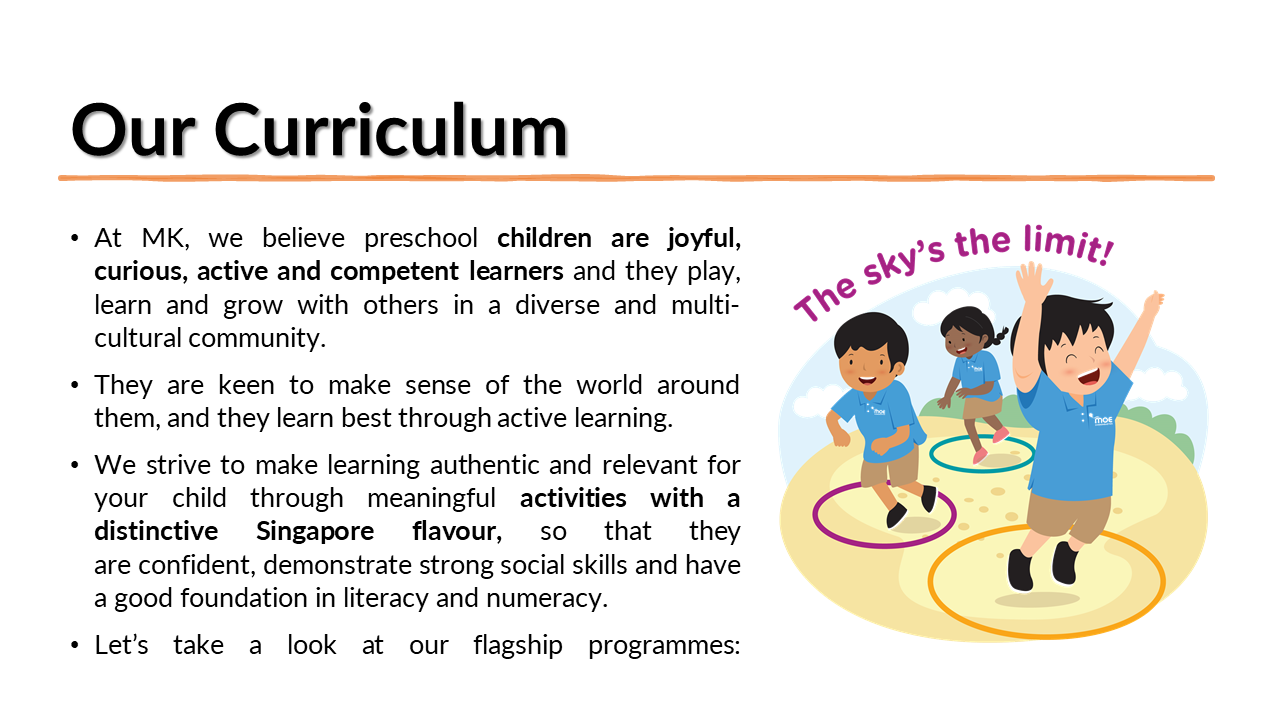 Our Curriculum
• At MK, we believe preschool children are joyful,
curious, active and competent learners and they play,
learn and grow with others in a diverse and multi-
cultural community.
• They are keen to make sense of the world around
them, and they learn best through active learning.
• We strive to make learning authentic and relevant for
your child through meaningful activities with a
distinctive Singapore flavour, so that they
are confident, demonstrate strong social skills and have
a good foundation in literacy and numeracy.
• Let’s take a look at our flagship programmes:
The sky’s the limit!
moe
moe